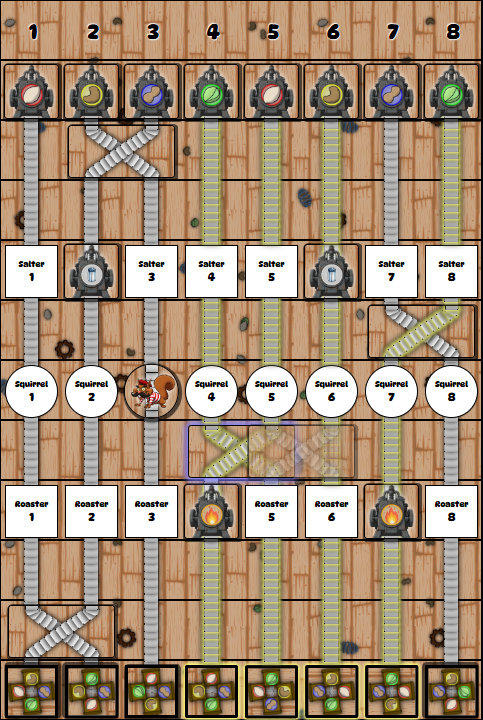 1 2 3 4 5 6 7 8
Salter 1
Salter 3
Salter 4
Salter 5
Salter 7
Salter 8
Squirrel 1
Squirrel 2
Squirrel 4
Squirrel 5
Squirrel 6
Squirrel 7
Squirrel 8
Roaster 1
Roaster 2
Roaster 3
Roaster 5
Roaster 6
Roaster 8